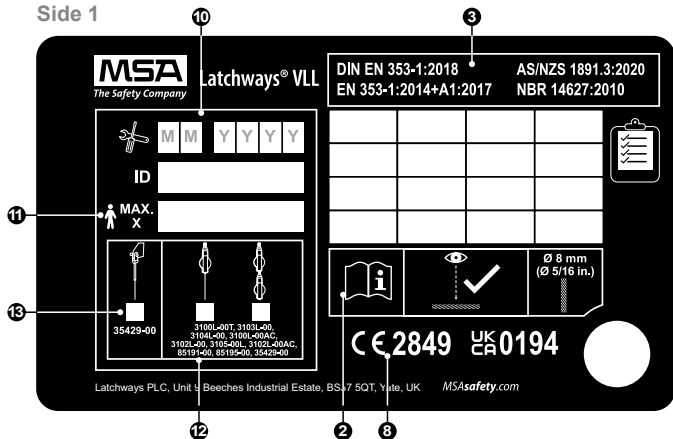 Side 1
10
3
MSA
The Safety Company
Latchways® VLL
DIN EN 353-1:2018
EN 353-1:2014+A1:2017
AS/NZS 1891.3:2020
NBR 14627:2010
M M Y Y Y Y
ID
11
MAX.
X
13
35429-00
3100L-00T, 3103L-00,
3104L-00, 3100L-00AC,
3102L-00, 3105-00L, 3102L-00AC,
85191-00, 85195-00, 35429-00
i
Ø 8 mm
(Ø 5/16 in.)
CE 2849
UKCA 0194
Latchways PLC, Unit 9 Beeches Industrial Estate, BS37 5QT, Yate, UK
MSAsafety.com
12
2
8